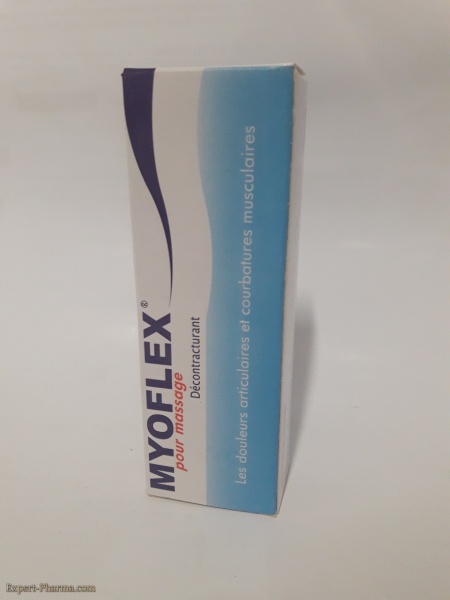 MYOFLEX®
pour massage
Décontracturant
Les douleurs articulaires et courbatures musculaires
Expert-Pharma.com